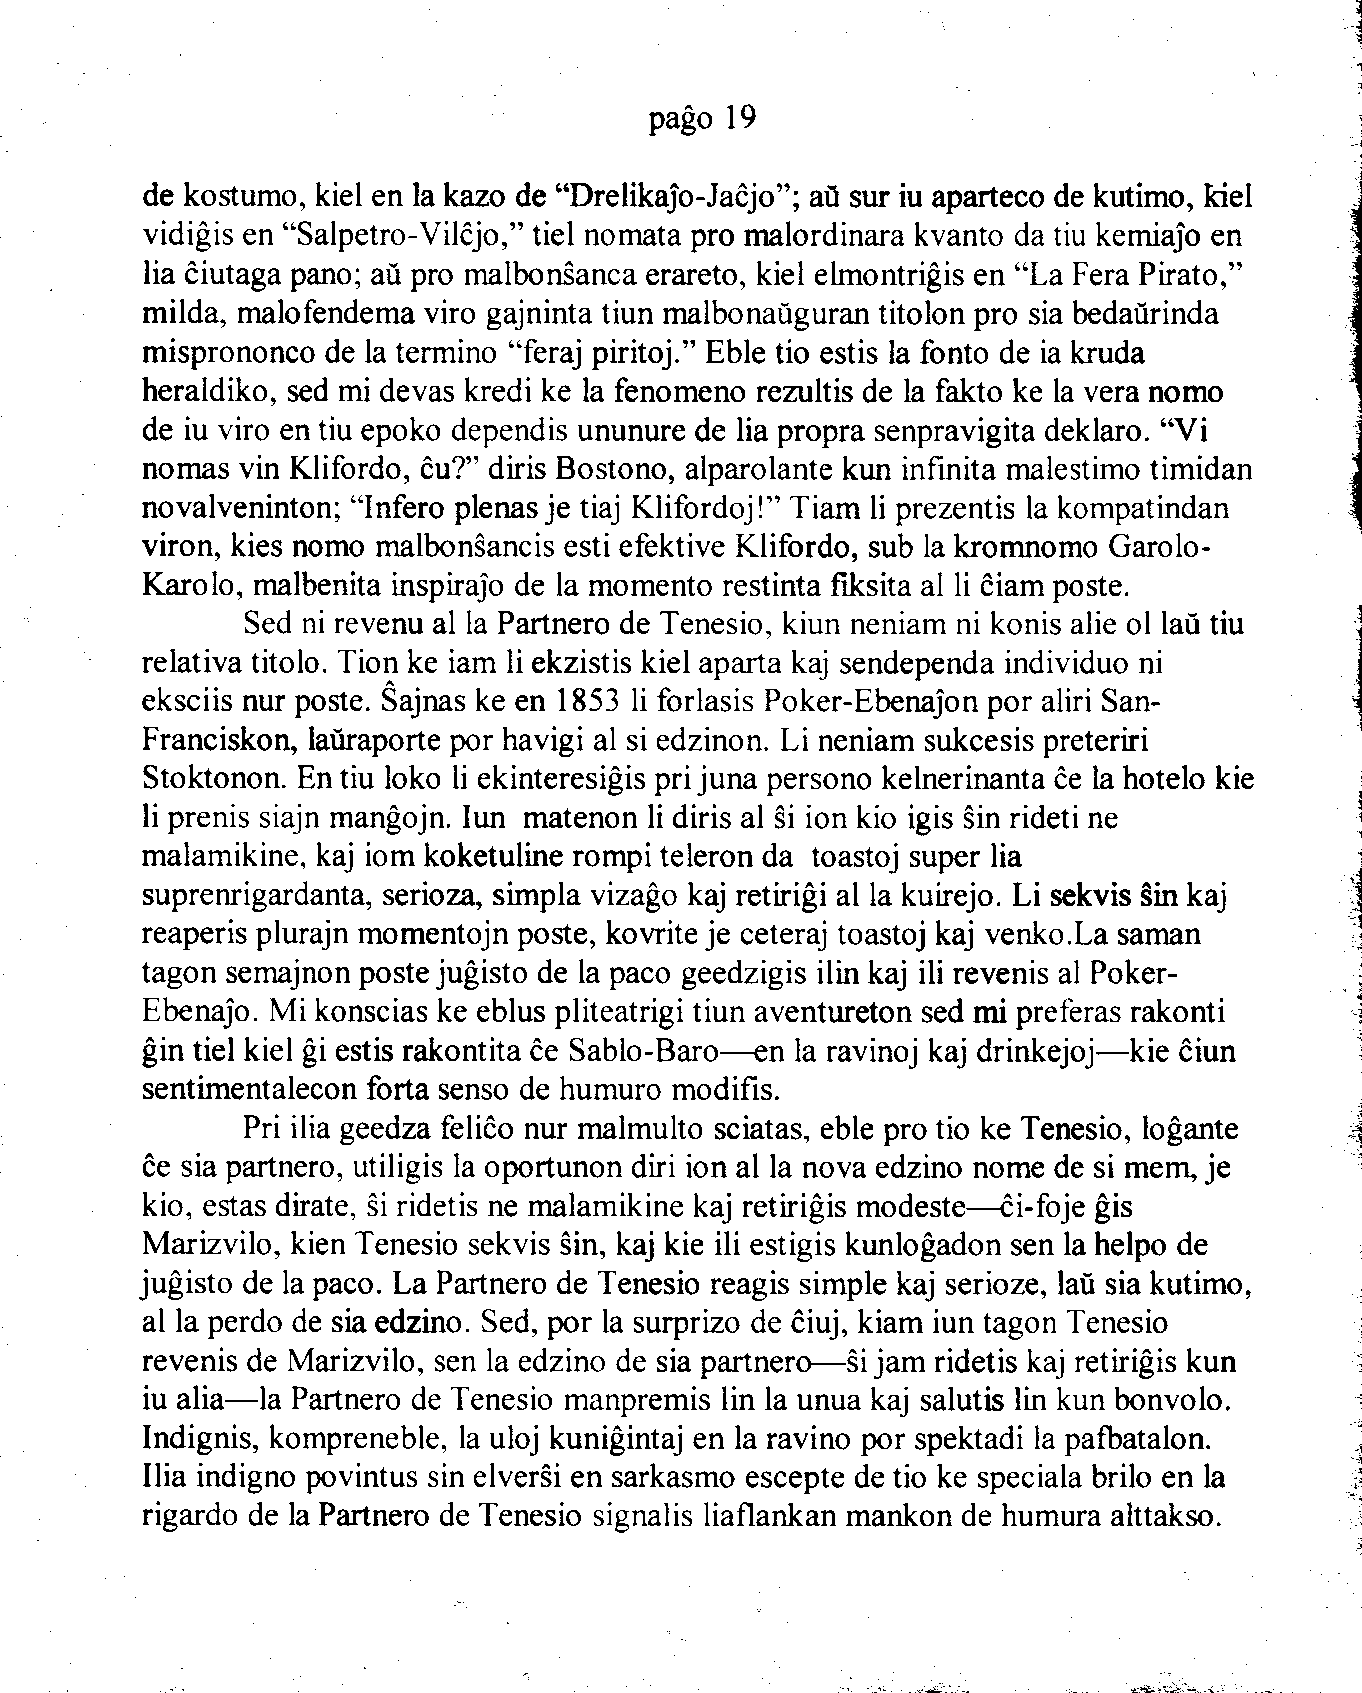 paĝo 19
de kostumo, kiel en la kazo de “Drelikaĵo-Jaĉjo”; aŭ sur iu aparteco de kutimo, kiel
vidiĝis en “Salpetro-Vilĉjo,” tiel nomata pro malordinara kvanto da tiu kemiaĵo en
lia ĉiutaga pano; aŭ pro malbonŝanca erareto, kiel elmontriĝis en “La Fera Pirato,”
milda, malofendema viro gajninta tiun malbonaŭguran titolon pro sia bedaŭrinda
misprononco de la termino “feraj piritoj.” Eble tio estis la fonto de ia kruda
heraldiko, sed mi devas kredi ke la fenomeno rezultis de la fakto ke la vera nomo
de iu viro en tiu epoko dependis ununure de lia propra senpravigita deklaro. “Vi
nomas vin Klifordo, ĉu?” diris Bostono, alparolante kun infinita malestimo timidan
novalveninton; “Infero plenas je tiaj Klifordoj!” Tiam li prezentis la kompatindan
viron, kies nomo malbonŝancis esti efektive Klifordo, sub la kromnomo Garolo-
Karolo, malbenita inspiraĵo de la momento restinta fiksita al li ĉiam poste.
Sed ni revenu al la Partnero de Tenesio, kiun neniam ni konis alie ol laŭ tiu
relativa titolo. Tion ke iam li ekzistis kiel aparta kaj sendependa individuo ni
eksciis nur poste. Ŝajnas ke en 1853 li forlasis Poker-Ebenaĵon por aliri San-
Franciskon, laŭraporte por havigi al si edzinon. Li neniam sukcesis preteriri
Stoktonon. En tiu loko li ekinteresiĝis pri juna persono kelnerinanta ĉe la hotelo kie
li prenis siajn manĝojn. Iun matenon li diris al ŝi ion kio igis ŝin rideti ne
malamikine, kaj iom koketuline rompi teleron da toastoj super lia
suprenrigardanta, serioza, simpla vizaĝo kaj retiriĝi al la kuirejo. Li sekvis ŝin kaj
reaperis plurajn momentojn poste, kovrite je ceteraj toastoj kaj venko.La saman
tagon semajnon poste juĝisto de la paco geedzigis ilin kaj ili revenis al Poker-
Ebenaĵo. Mi konscias ke eblus pliteatrigi tiun aventureton sed mi preferas rakonti
ĝin tiel kiel ĝi estis rakontita ĉe Sablo-Baro—en la ravinoj kaj drinkejoj—kie ĉiun
sentimentalecon forta senso de humuro modifis.
Pri ilia geedza feliĉo nur malmulto sciatas, eble pro tio ke Tenesio, loĝante
ĉe sia partnero, utiligis la oportunon diri ion al la nova edzino nome de si mem, je
kio, estas dirate, ŝi ridetis ne malamikine kaj retiriĝis modeste—ĉi-foje ĝis
Marizvilo, kien Tenesio sekvis ŝin, kaj kie ili estigis kunloĝadon sen la helpo de
juĝisto de la paco. La Partnero de Tenesio reagis simple kaj serioze, laŭ sia kutimo,
al la perdo de sia edzino. Sed, por la surprizo de ĉiuj, kiam iun tagon Tenesio
revenis de Marizvilo, sen la edzino de sia partnero—ŝi jam ridetis kaj retiriĝis kun
iu alia—la Partnero de Tenesio manpremis lin la unua kaj salutis lin kun bonvolo.
Indignis, kompreneble, la uloj kuniĝintaj en la ravino por spektadi la pafbatalon.
Ilia indigno povintus sin elverŝi en sarkasmo escepte de tio ke speciala brilo en la
rigardo de la Partnero de Tenesio signalis liaflankan mankon de humura alttakso.